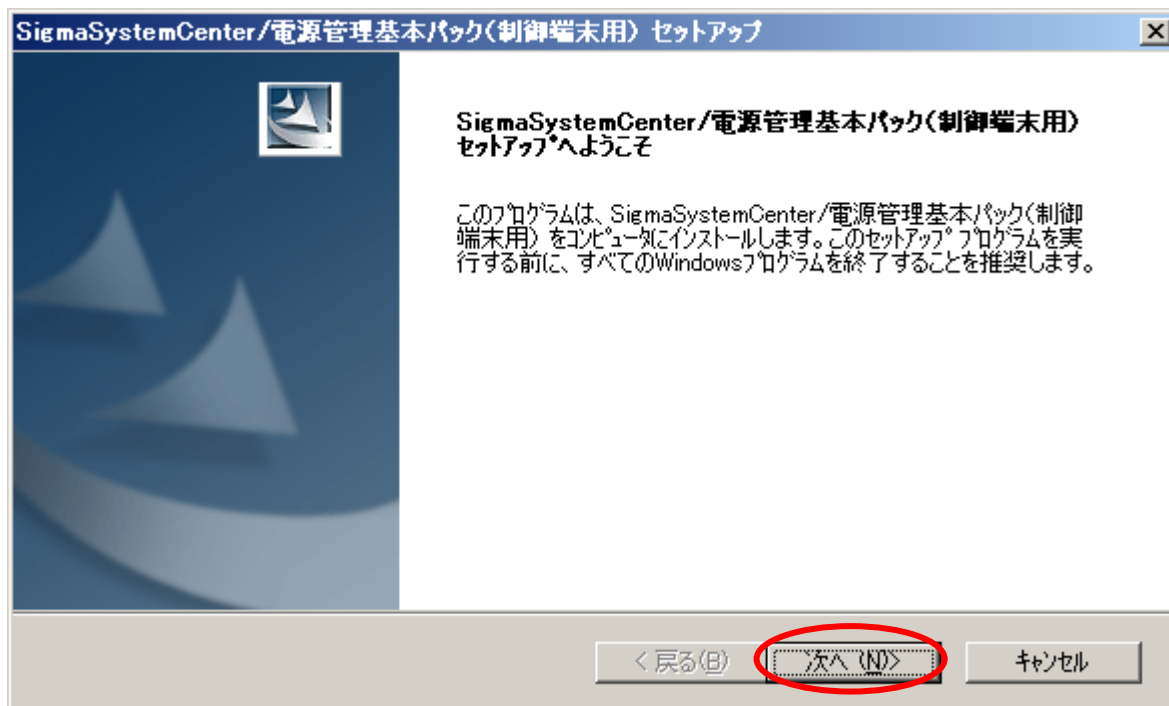 SigmaSystemCenter/電源管理基本パック(制御端末用) セットアップ
SigmaSystemCenter/電源管理基本パック(制御端末用)
セットアップへようこそ
このプログラムは、SigmaSystemCenter/電源管理基本パック(制御
端末用) をコンピュータにインストールします。このセットアップ プログラムを実
行する前に、すべてのWindowsプログラムを終了することを推奨します。
< 戻る(B)
次へ (N)>
キャンセル